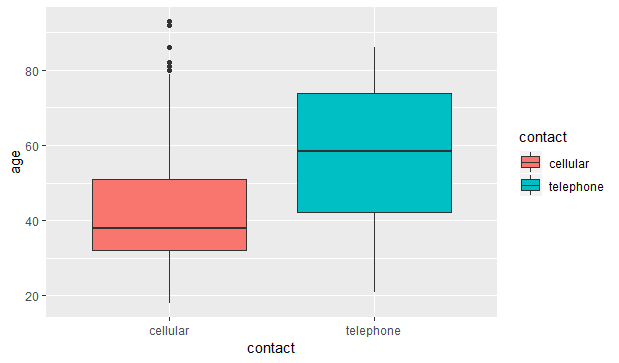 age
80
60
40
20
cellular telephone
contact
contact
cellular
telephone